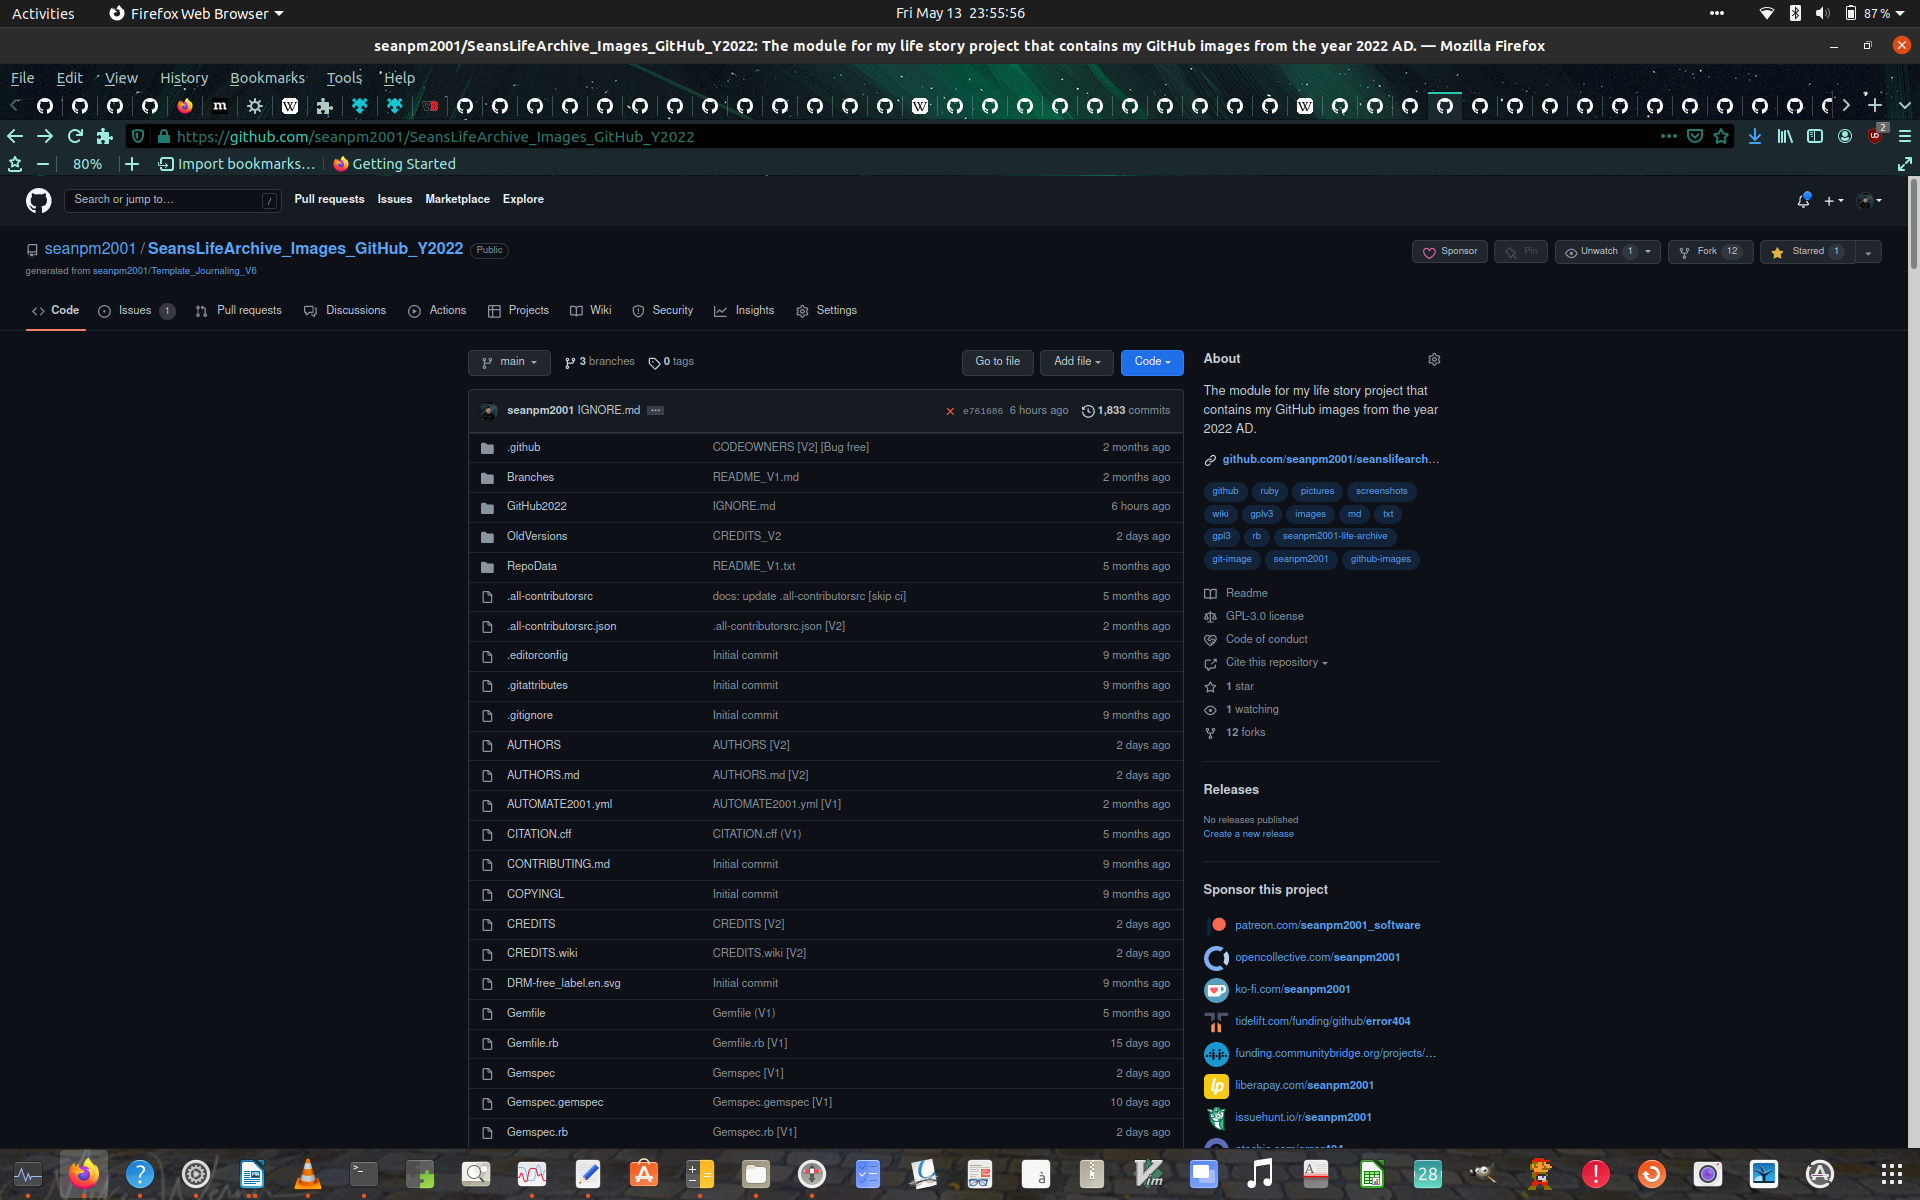 Activities
Firefox Web Browser
Fri May 13  23:55:56
87 %
seanpm2001/SeansLifeArchive_Images_GitHub_Y2022: The module for my life story project that contains my GitHub images from the year 2022 AD. — Mozilla Firefox
File Edit View History Bookmarks Tools Help
https://github.com/seanpm2001/SeansLifeArchive_Images_GitHub_Y2022
2
80%
Import bookmarks...
Getting Started
Search or jump to...
/
Pull requests Issues Marketplace Explore
seanpm2001 / SeansLifeArchive_Images_GitHub_Y2022 Public
generated from seanpm2001/Template_Journaling_V6
Sponsor
Pin
Unwatch 1
Fork 12
Starred 1
Code
Issues 1
Pull requests
Discussions
Actions
Projects
Wiki
Security
Insights
Settings
main
3 branches
0 tags
Go to file
Add file
Code
seanpm2001 IGNORE.md
e761686 6 hours ago 1,833 commits
.github CODEOWNERS [V2] [Bug free] 2 months ago
Branches README_V1.md 2 months ago
GitHub2022 IGNORE.md 6 hours ago
OldVersions CREDITS_V2 2 days ago
RepoData README_V1.txt 5 months ago
.all-contributorsrc docs: update .all-contributorsrc [skip ci] 5 months ago
.all-contributorsrc.json .all-contributorsrc.json [V2] 2 months ago
.editorconfig Initial commit 9 months ago
.gitattributes Initial commit 9 months ago
.gitignore Initial commit 9 months ago
AUTHORS AUTHORS [V2] 2 days ago
AUTHORS.md AUTHORS.md [V2] 2 days ago
AUTOMATE2001.yml AUTOMATE2001.yml [V1] 2 months ago
CITATION.cff CITATION.cff (V1) 5 months ago
CONTRIBUTING.md Initial commit 9 months ago
COPYINGL Initial commit 9 months ago
CREDITS CREDITS [V2] 2 days ago
CREDITS.wiki CREDITS.wiki [V2] 2 days ago
DRM-free_label.en.svg Initial commit 9 months ago
Gemfile Gemfile (V1) 5 months ago
Gemfile.rb Gemfile.rb [V1] 15 days ago
Gemspec Gemspec [V1] 2 days ago
Gemspec.gemspec Gemspec.gemspec [V1] 10 days ago
Gemspec.rb Gemspec.rb [V1] 2 days ago
About
The module for my life story project that
contains my GitHub images from the year
2022 AD.
github.com/seanpm2001/seanslifearch...
github ruby pictures screenshots
wiki gplv3 images md txt
gpl3 rb seanpm2001-life-archive
git-image seanpm2001 github-images
Readme
GPL-3.0 license
Code of conduct
Cite this repository
1 star
1 watching
12 forks
Releases
No releases published
Create a new release
Sponsor this project
patreon.com/seanpm2001_software
opencollective.com/seanpm2001
ko-fi.com/seanpm2001
tidelift.com/funding/github/error404
funding.communitybridge.org/projects/...
liberapay.com/seanpm2001
issuehunt.io/r/seanpm2001
28